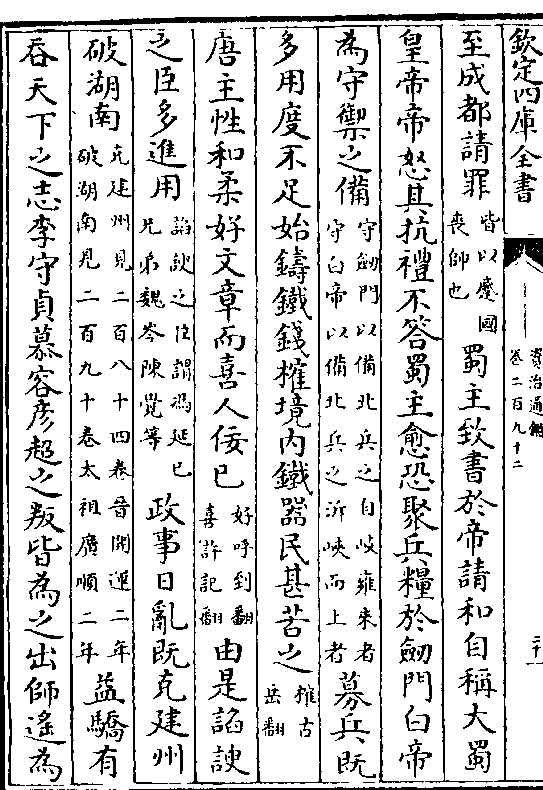 欽定四庫全書
資治通鑑
卷二百九十二
二十
至成都請罪皆以蹙國喪師也蜀主致書於帝請和自稱大蜀
皇帝帝怒其抗禮不答蜀主愈恐聚兵糧於劒門白帝
為守禦之備守劒門以備北兵之自岐雍來者守白帝以備北兵之泝峽而上者募兵既
多用度不足始鑄鐵錢榷境内鐵器民甚苦之榷古岳翻
唐主性和柔好文章而喜人佞已好呼到翻喜許記翻由是諂諛
之臣多進用諂諛之臣謂馮延巳兄弟魏岑陳覺等政事日亂既克建州
破湖南克建州見二百八十四卷晉開運二年破湖南見二百九十卷太祖廣順二年益驕有
吞天下之志李守貞慕容彦超之叛皆為之出師遙為